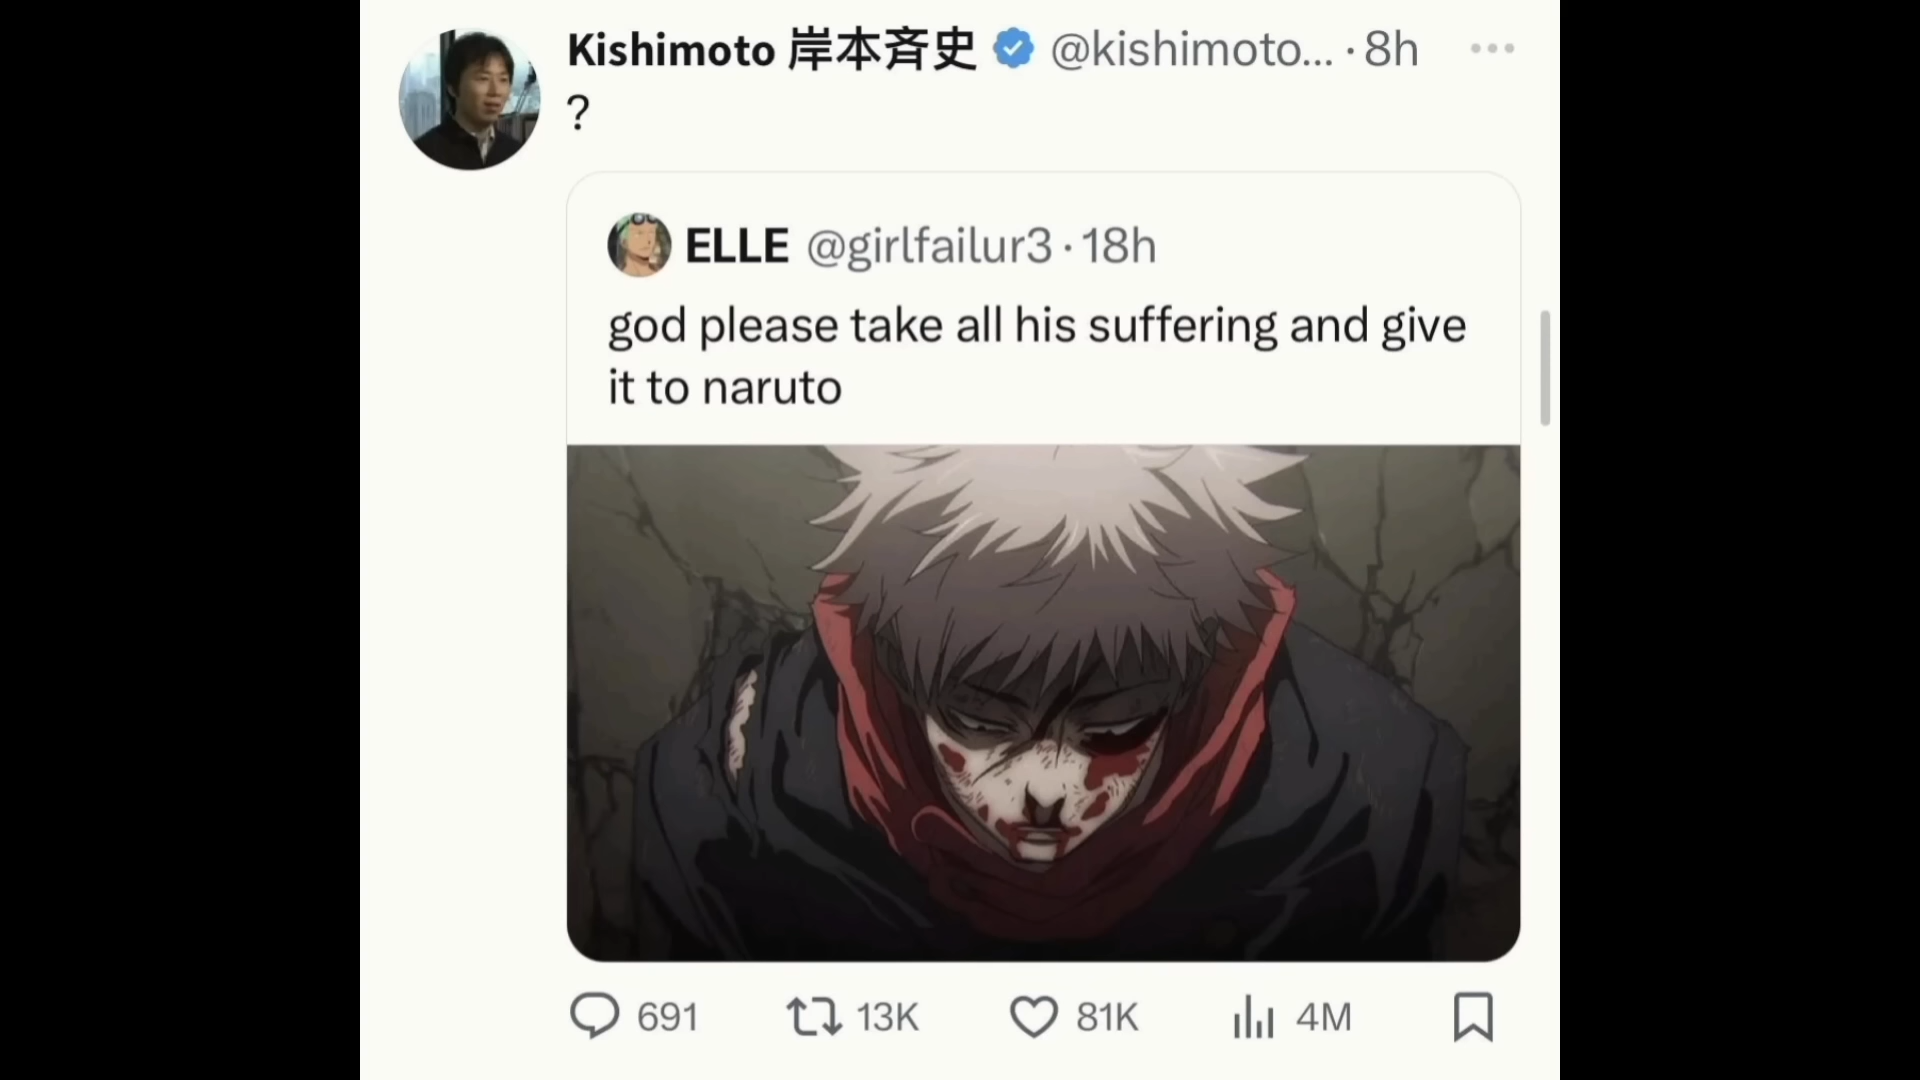 Kishimoto 岸本斉史 @kishimoto... · 8h
?
ELLE @girlfailur3 · 18h
god please take all his suffering and give
it to naruto
691 13K 81K 4M